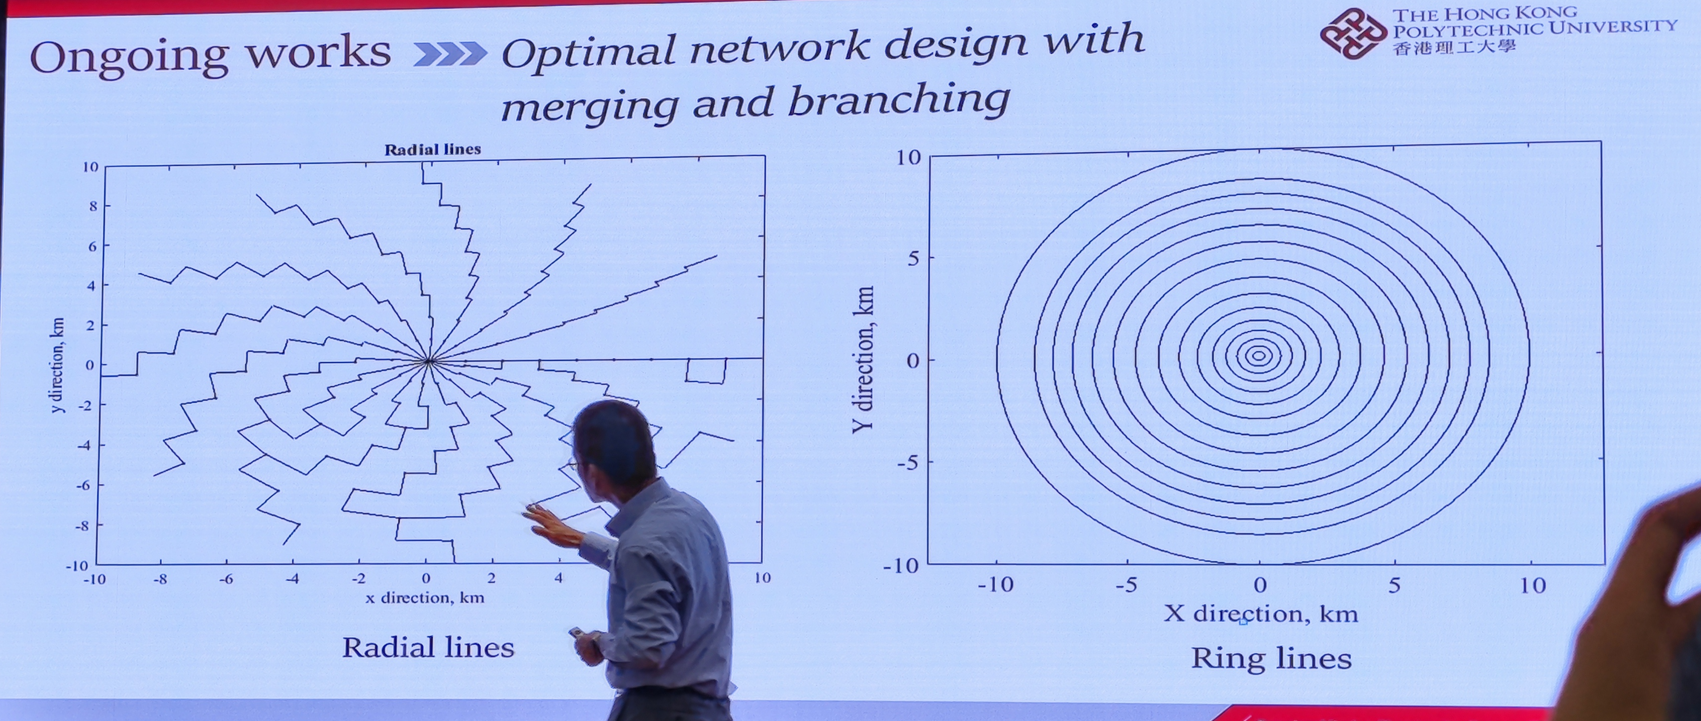 Ongoing works
Optimal network design with
merging and branching
THE HONG KONG
POLYTECHNIC UNIVERSITY
香港理工大學
Radial lines
10
8
6
4
2
0
-2
-4
-6
-8
-10
y direction, km
-10 -8 -6 -4 -2 0 2 4 10
x direction, km
Radial lines
10
5
0
-5
-10
Y direction, km
-10 -5 0 5 10
X direction, km
Ring lines